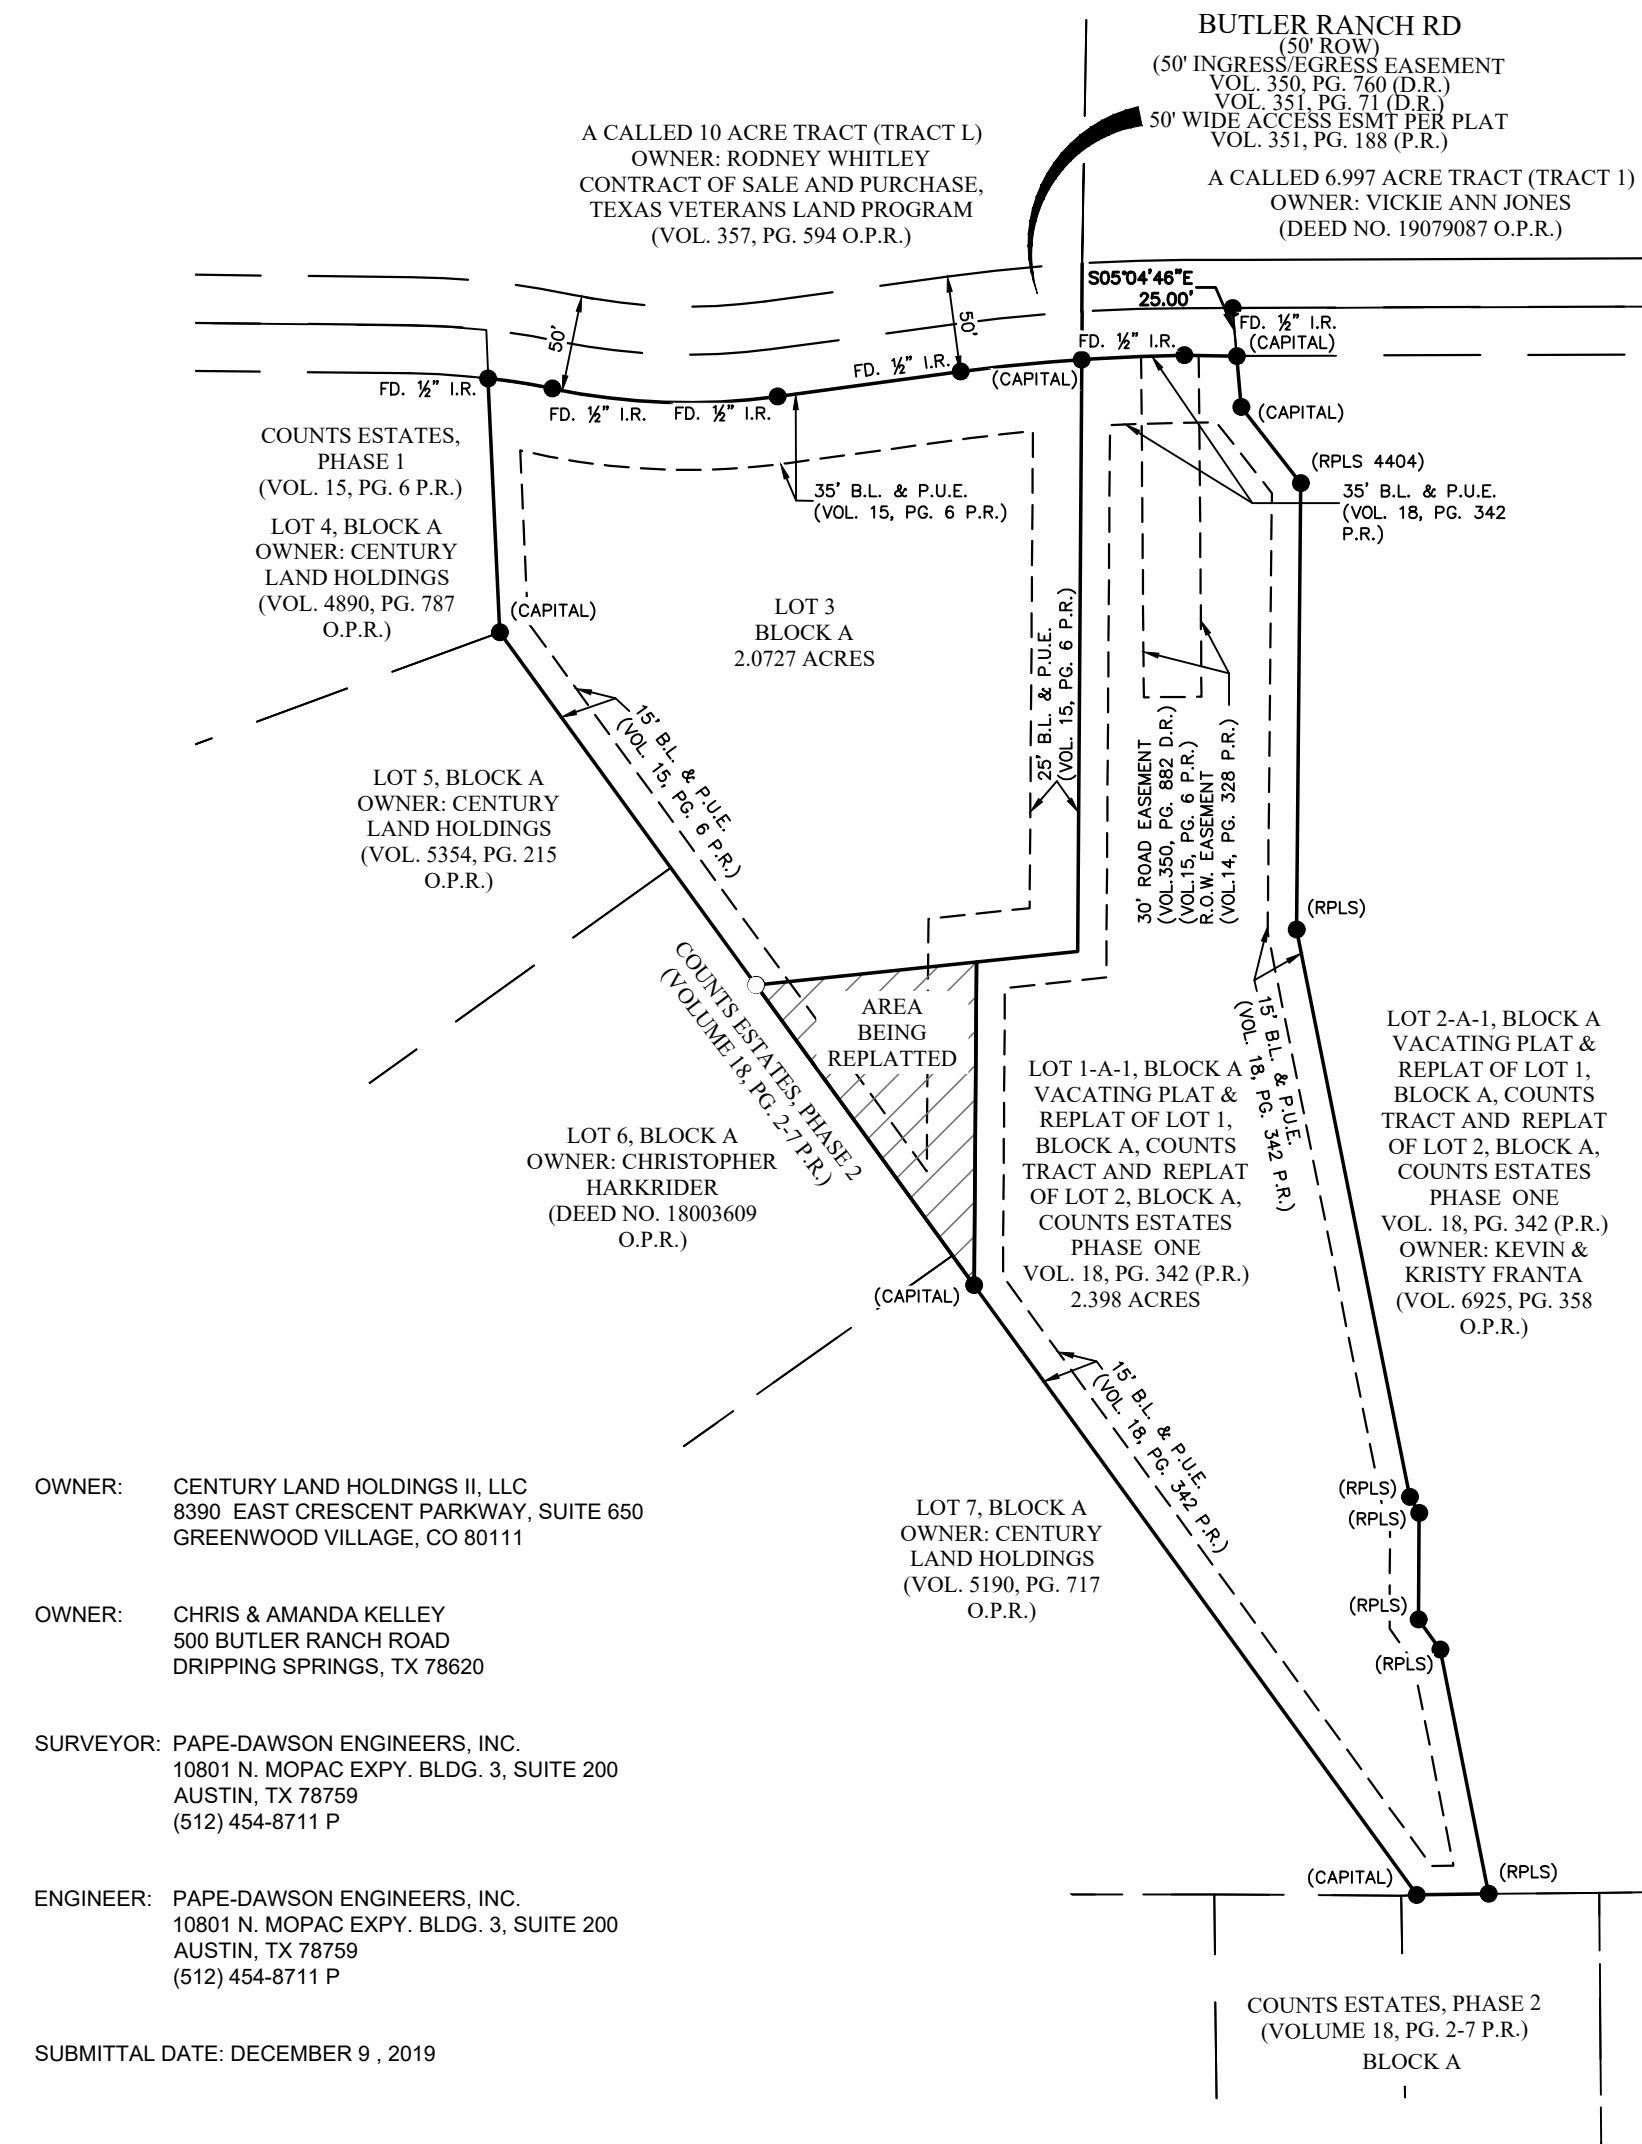 BUTLER RANCH RD
(50' ROW)
(50' INGRESS/EGRESS EASEMENT
VOL. 350, PG. 760 (D.R.)
VOL. 351, PG. 71 (D.R.)
50' WIDE ACCESS ESMT PER PLAT
VOL. 351, PG. 188 (P.R.)
A CALLED 10 ACRE TRACT (TRACT L)
OWNER: RODNEY WHITLEY
CONTRACT OF SALE AND PURCHASE,
TEXAS VETERANS LAND PROGRAM
(VOL. 357, PG. 594 O.P.R.)
A CALLED 6.997 ACRE TRACT (TRACT 1)
OWNER: VICKIE ANN JONES
(DEED NO. 19079087 O.P.R.)
S05°04'46"E
25.00'
50'
50'
FD. ½" I.R.
(CAPITAL)
FD. ½" I.R.
FD. ½" I.R.
(CAPITAL)
FD. ½" I.R.
FD. ½" I.R.
FD. ½" I.R.
(CAPITAL)
COUNTS ESTATES,
PHASE 1
(VOL. 15, PG. 6 P.R.)
(RPLS 4404)
35' B.L. & P.U.E.
(VOL. 15, PG. 6 P.R.)
35' B.L. & P.U.E.
(VOL. 18, PG. 342
P.R.)
LOT 4, BLOCK A
OWNER: CENTURY
LAND HOLDINGS
(VOL. 4890, PG. 787
O.P.R.)
(CAPITAL)
LOT 3
BLOCK A
2.0727 ACRES
25' B.L. & P.U.E.
(VOL. 15, PG. 6 P.R.)
15' B.L. & P.U.E.
(VOL. 15, PG. 6 P.R.)
30' ROAD EASEMENT
(VOL.350, PG. 882 D.R.)
(VOL.15, PG. 6 P.R.)
R.O.W. EASEMENT
(VOL.14, PG. 328 P.R.)
LOT 5, BLOCK A
OWNER: CENTURY
LAND HOLDINGS
(VOL. 5354, PG. 215
O.P.R.)
(RPLS)
COUNTS ESTATES, PHASE 2
(VOLUME 18, PG. 2-7 P.R.)
AREA
BEING
REPLATTED
15' B.L. & P.U.E.
(VOL. 18, PG. 342 P.R.)
LOT 1-A-1, BLOCK A
VACATING PLAT &
REPLAT OF LOT 1,
BLOCK A, COUNTS
TRACT AND REPLAT
OF LOT 2, BLOCK A,
COUNTS ESTATES
PHASE ONE
VOL. 18, PG. 342 (P.R.)
2.398 ACRES
LOT 2-A-1, BLOCK A
VACATING PLAT &
REPLAT OF LOT 1,
BLOCK A, COUNTS
TRACT AND REPLAT
OF LOT 2, BLOCK A,
COUNTS ESTATES
PHASE ONE
VOL. 18, PG. 342 (P.R.)
OWNER: KEVIN &
KRISTY FRANTA
(VOL. 6925, PG. 358
O.P.R.)
LOT 6, BLOCK A
OWNER: CHRISTOPHER
HARKRIDER
(DEED NO. 18003609
O.P.R.)
(CAPITAL)
15' B.L. & P.U.E.
(VOL. 18, PG. 342 P.R.)
(RPLS)
(RPLS)
(RPLS)
(RPLS)
LOT 7, BLOCK A
OWNER: CENTURY
LAND HOLDINGS
(VOL. 5190, PG. 717
O.P.R.)
OWNER: CENTURY LAND HOLDINGS II, LLC
8390 EAST CRESCENT PARKWAY, SUITE 650
GREENWOOD VILLAGE, CO 80111
OWNER: CHRIS & AMANDA KELLEY
500 BUTLER RANCH ROAD
DRIPPING SPRINGS, TX 78620
SURVEYOR: PAPE-DAWSON ENGINEERS, INC.
10801 N. MOPAC EXPY. BLDG. 3, SUITE 200
AUSTIN, TX 78759
(512) 454-8711 P
(CAPITAL)
(RPLS)
ENGINEER: PAPE-DAWSON ENGINEERS, INC.
10801 N. MOPAC EXPY. BLDG. 3, SUITE 200
AUSTIN, TX 78759
(512) 454-8711 P
COUNTS ESTATES, PHASE 2
(VOLUME 18, PG. 2-7 P.R.)
BLOCK A
SUBMITTAL DATE: DECEMBER 9 , 2019